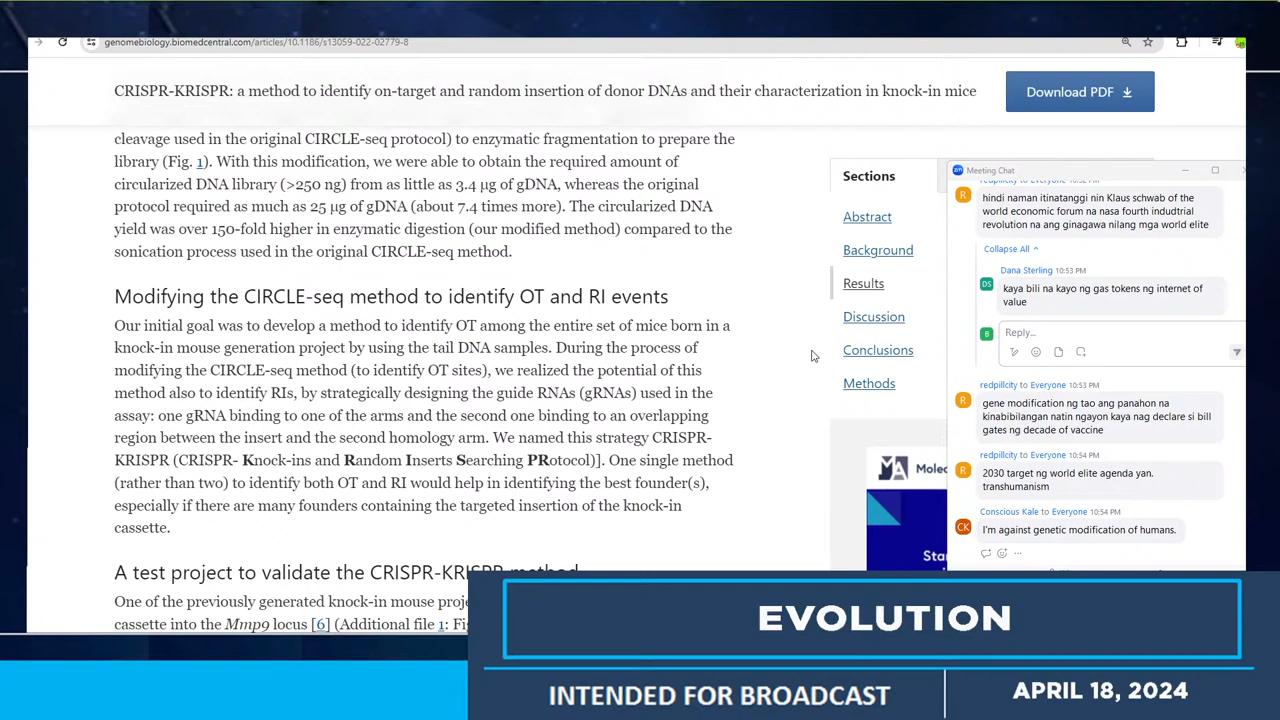 genomebiology.biomedcentral.com/articles/10.1186/s13059-022-02779-8
CRISPR-KRISPR: a method to identify on-target and random insertion of donor DNAs and their characterization in knock-in mice
Download PDF
cleavage used in the original CIRCLE-seq protocol) to enzymatic fragmentation to prepare the
library (Fig. 1). With this modification, we were able to obtain the required amount of
circularized DNA library (>250 ng) from as little as 3.4 μg of gDNA, whereas the original
protocol required as much as 25 μg of gDNA (about 7.4 times more). The circularized DNA
yield was over 150-fold higher in enzymatic digestion (our modified method) compared to the
sonication process used in the original CIRCLE-seq method.
Modifying the CIRCLE-seq method to identify OT and RI events
Our initial goal was to develop a method to identify OT among the entire set of mice born in a
knock-in mouse generation project by using the tail DNA samples. During the process of
modifying the CIRCLE-seq method (to identify OT sites), we realized the potential of this
method also to identify RIs, by strategically designing the guide RNAs (gRNAs) used in the
assay: one gRNA binding to one of the arms and the second one binding to an overlapping
region between the insert and the second homology arm. We named this strategy CRISPR-
KRISPR (CRISPR- Knock-ins and Random Inserts Searching PRotocol)]. One single method
(rather than two) to identify both OT and RI would help in identifying the best founder(s),
especially if there are many founders containing the targeted insertion of the knock-in
cassette.
A test project to validate the CRISPR-KRISPR method
One of the previously generated knock-in mouse proj
cassette into the Mmp9 locus [6] (Additional file 1: Fig
Sections
Abstract
Background
Results
Discussion
Conclusions
Methods
Molec
Star
zm
Meeting Chat
redpillcity to Everyone 10:52 PM
R
hindi naman itinatanggi nin Klaus schwab of the
world economic forum na nasa fourth indudtrial
revolution na ang ginagawa nilang mga world elite
Collapse All
Dana Sterling 10:53 PM
DS
kaya bili na kayo ng gas tokens ng internet of
value
B
Reply...
redpillcity to Everyone 10:53 PM
R
gene modification ng tao ang panahon na
kinabibilangan natin ngayon kaya nag declare si bill
gates ng decade of vaccine
redpillcity to Everyone 10:54 PM
R
2030 target ng world elite agenda yan.
transhumanism
Conscious Kale to Everyone 10:54 PM
CK
I'm against genetic modification of humans.
EVOLUTION
INTENDED FOR BROADCAST
APRIL 18, 2024